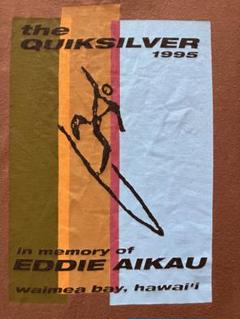 the
QUIKSILVER
1995
in memory of
EDDIE AIKAU
waimea bay, hawai'i